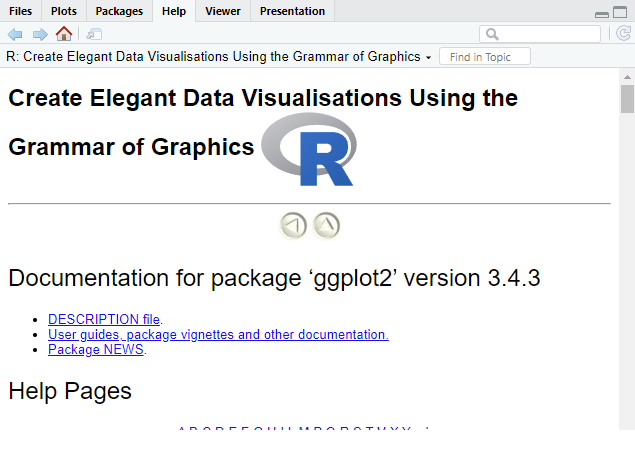 Files Plots Packages Help Viewer Presentation
R: Create Elegant Data Visualisations Using the Grammar of Graphics Find in Topic
Create Elegant Data Visualisations Using the
Grammar of Graphics R
Documentation for package ‘ggplot2’ version 3.4.3
DESCRIPTION file.
User guides, package vignettes and other documentation.
Package NEWS.
Help Pages